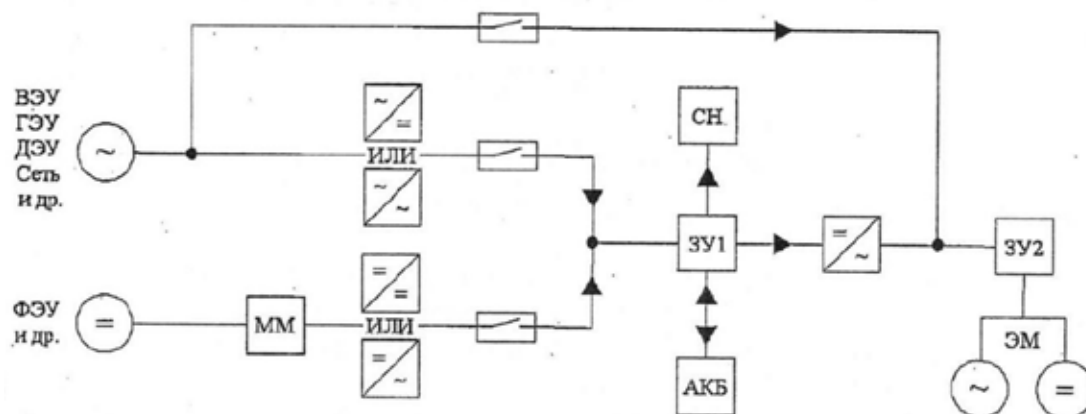 ВЭУ
ГЭУ
ДЭУ
Сеть
и др.
~
~
=
ИЛИ
~
~
СН
ЗУ1
=
~
ЗУ2
ФЭУ
и др.
=
ММ
=
=
ИЛИ
=
~
АКБ
ЭМ
~
=